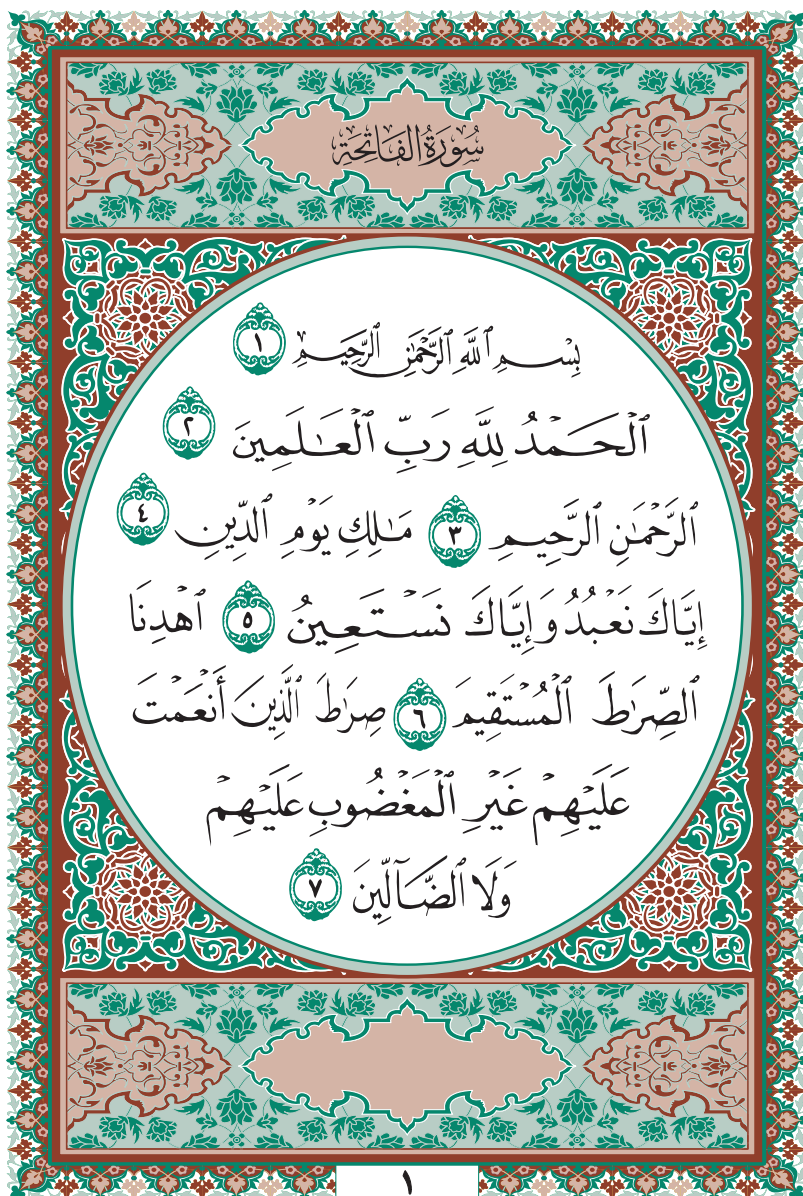 سُورَةُ الفَاتِحَةِ
بِسْمِ ٱللَّهِ ٱلرَّحْمَٰنِ ٱلرَّحِيمِ ١
ٱلْحَمْدُ لِلَّهِ رَبِّ ٱلْعَـٰلَمِينَ ٢
ٱلرَّحْمَٰنِ ٱلرَّحِيمِ ٣ مَـٰلِكِ يَوْمِ ٱلدِّينِ ٤
إِيَّاكَ نَعْبُدُ وَإِيَّاكَ نَسْتَعِينُ ٥ ٱهْدِنَا
ٱلصِّرَٰطَ ٱلْمُسْتَقِيمَ ٦ صِرَٰطَ ٱلَّذِينَ أَنْعَمْتَ
عَلَيْهِمْ غَيْرِ ٱلْمَغْضُوبِ عَلَيْهِمْ
وَلَا ٱلضَّآلِّينَ ٧
١